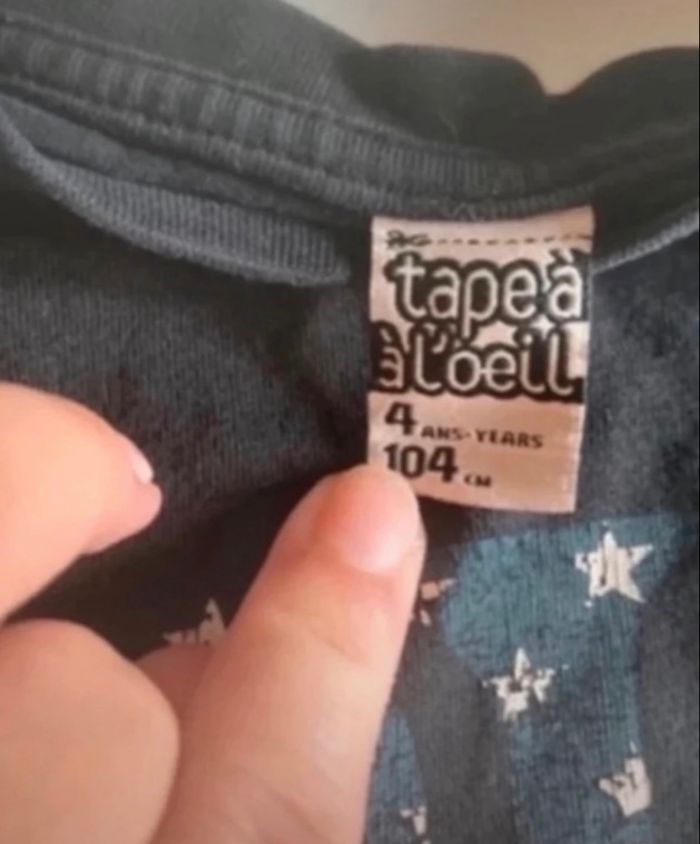 tape à
à l'oeil
4 ANS-YEARS
104 CM